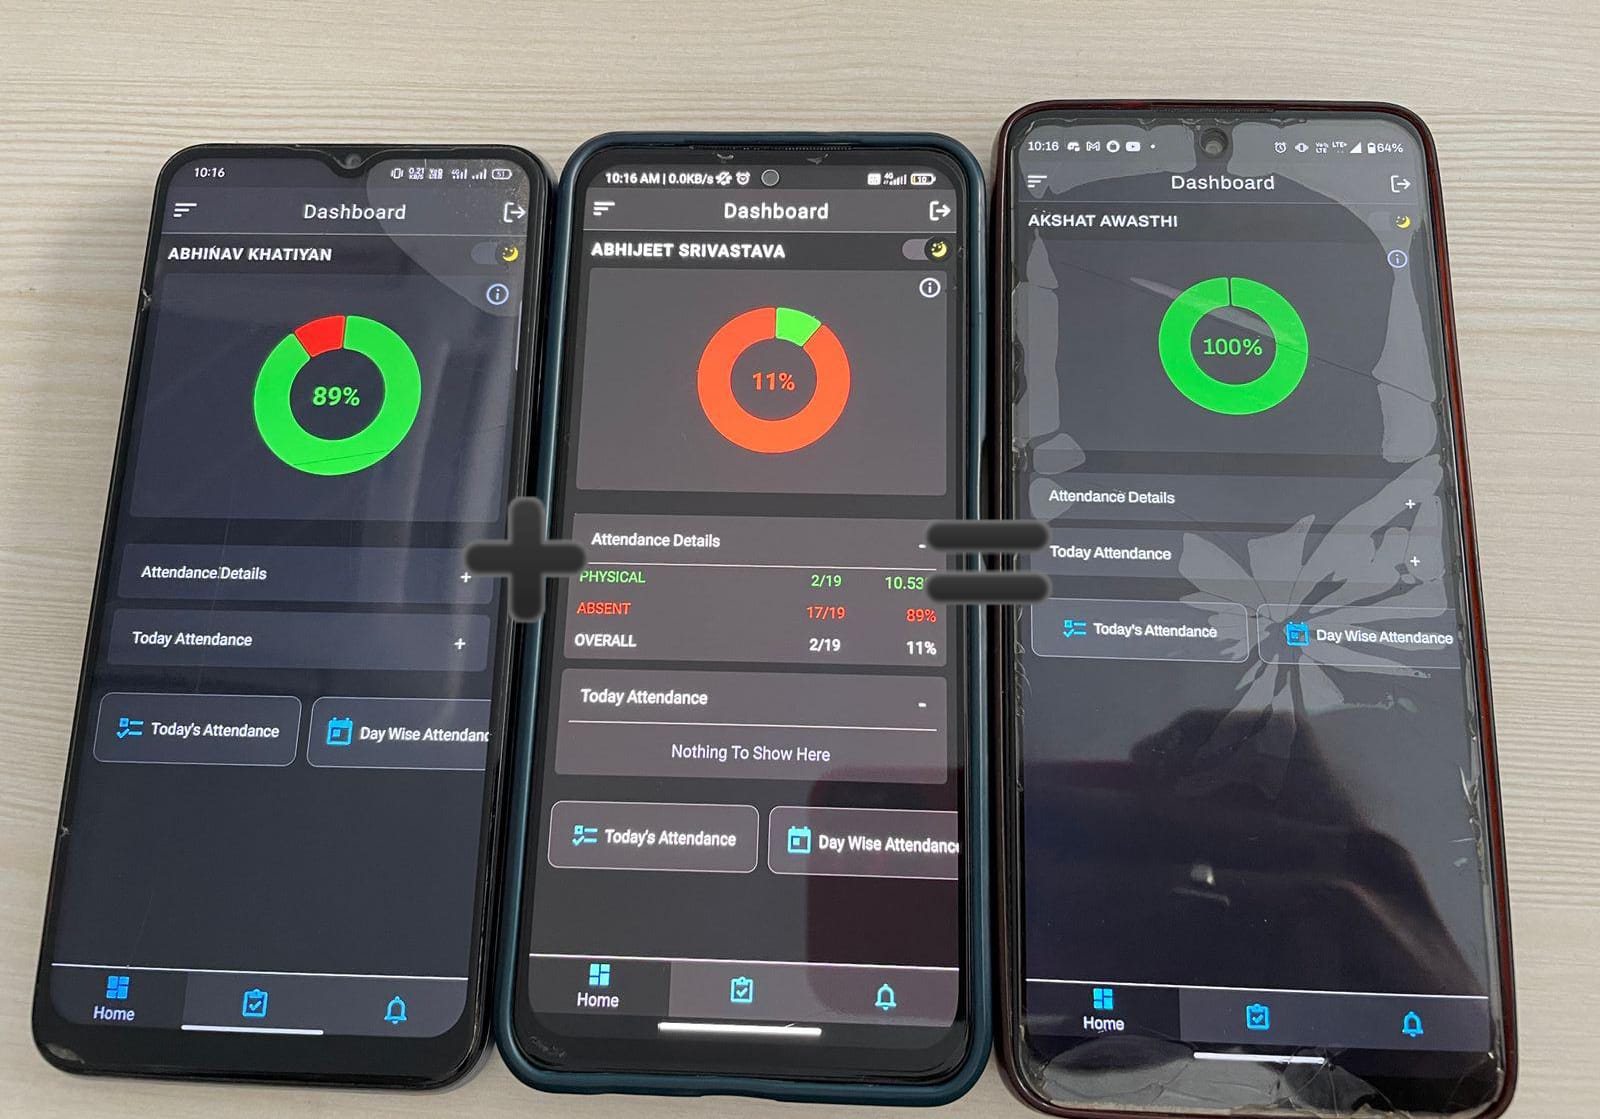 10:16
Dashboard
ABHINAV KHATIYAN
89%
Attendance Details
+
Today Attendance
+
Today's Attendance
Day Wise Attendanc
Home
+
10:16 AM | 0.0KB/s
4G
10
Dashboard
ABHIJEET SRIVASTAVA
11%
Attendance Details
-
PHYSICAL 2/19 10.53
ABSENT 17/19 89%
OVERALL 2/19 11%
Today Attendance
-
Nothing To Show Here
Today's Attendance
Day Wise Attendance
Home
=
10:16
64%
Dashboard
AKSHAT AWASTHI
100%
Attendance Details
+
Today Attendance
+
Today's Attendance
Day Wise Attendance
Home